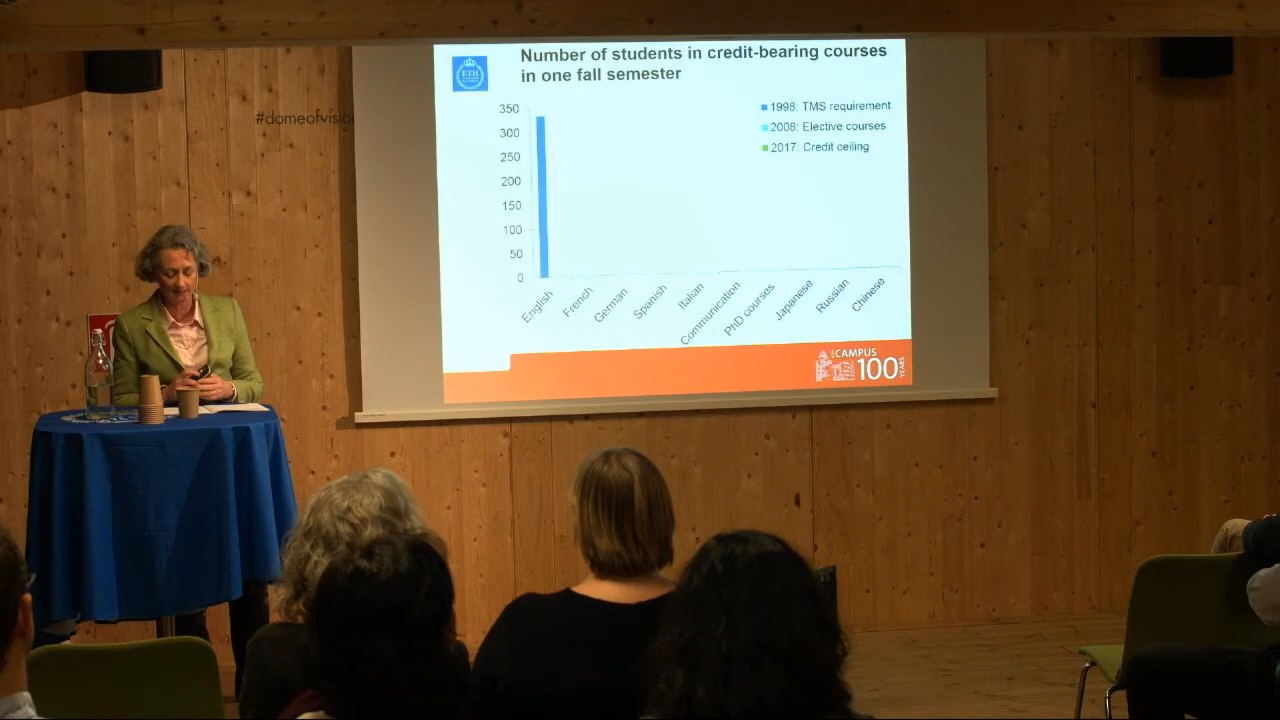 Number of students in credit-bearing courses
in one fall semester
KTH
#domeofvisio
350
300
250
200
150
100
50
0
1998: TMS requirement
2008: Elective courses
2017: Credit ceiling
English
French
German
Spanish
Italian
Communication
PhD courses
Japanese
Russian
Chinese
CAMPUS
100
YEARS